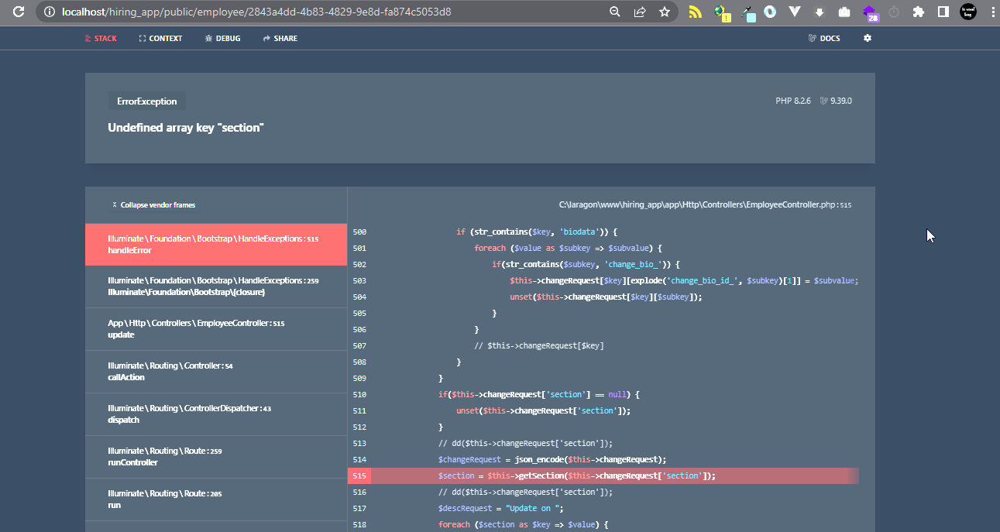 localhost/hiring_app/public/employee/2843a4dd-4b83-4829-9e8d-fa874c5053d8
28
STACK
CONTEXT
DEBUG
SHARE
DOCS
ErrorException
PHP 8.2.6
9.39.0
Undefined array key "section"
Collapse vendor frames
Illuminate\Foundation\Bootstrap\HandleExceptions:515
handleError
Illuminate\Foundation\Bootstrap\HandleExceptions:259
Illuminate\Foundation\Bootstrap\{closure}
App\Http\Controllers\EmployeeController:515
update
Illuminate\Routing\Controller:54
callAction
Illuminate\Routing\ControllerDispatcher:43
dispatch
Illuminate\Routing\Route:259
runController
Illuminate\Routing\Route:205
run
C:\laragon\www\hiring_app\app\Http\Controllers\EmployeeController.php:515
500 if (str_contains($key, 'biodata')) {
501 foreach ($value as $subkey => $subvalue) {
502 if(str_contains($subkey, 'change_bio_')) {
503 $this->changeRequest[$key][explode('change_bio_id_', $subkey)[1]] = $subvalue;
504 unset($this->changeRequest[$key][$subkey]);
505 }
506 }
507 // $this->changeRequest[$key]
508 }
509 }
510 if($this->changeRequest['section'] == null) {
511 unset($this->changeRequest['section']);
512 }
513 // dd($this->changeRequest['section']);
514 $changeRequest = json_encode($this->changeRequest);
515 $section = $this->getSection($this->changeRequest['section']);
516 // dd($this->changeRequest['section']);
517 $descRequest = "Update on ";
518 foreach ($section as $key => $value) {